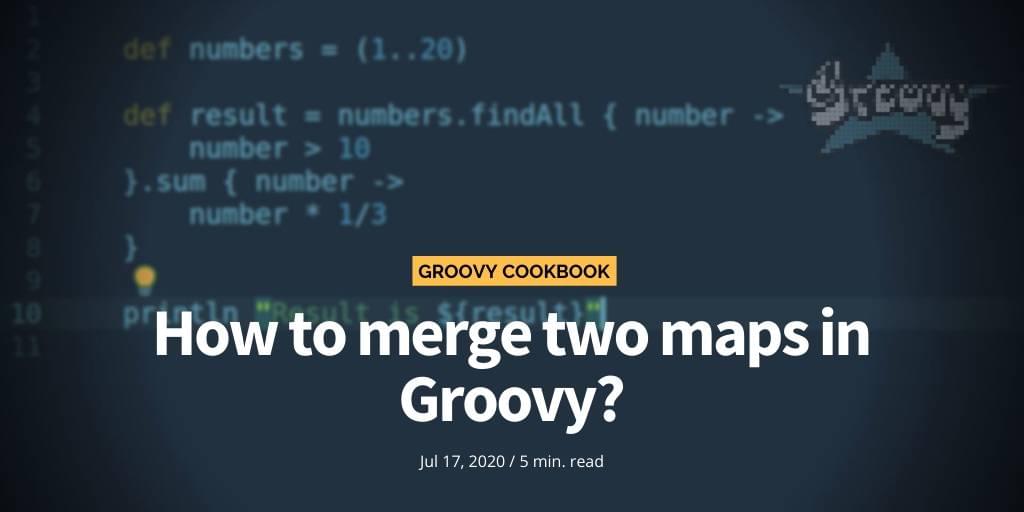 1
2 def numbers = (1..20)
3
4 def result = numbers.findAll { number ->
5 number > 10
6 }.sum { number ->
7 number * 1/3
8 }
9
10 println "Result is ${result}"
11
Groovy
GROOVY COOKBOOK
How to merge two maps in
Groovy?
Jul 17, 2020 / 5 min. read